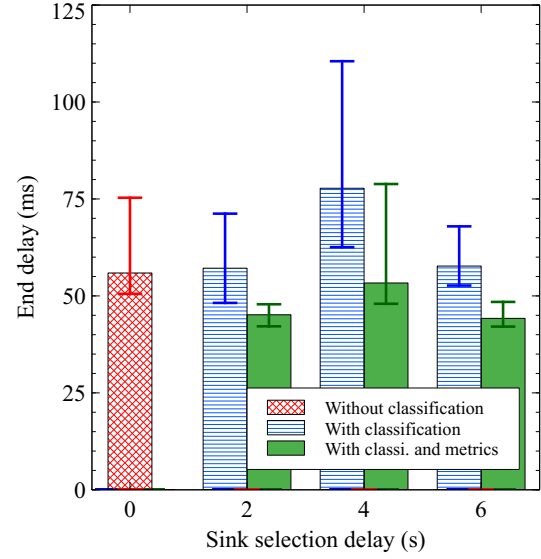 125
100
75
50
25
0
End delay (ms)
Without classification
With classification
With classi. and metrics
0 2 4 6
Sink selection delay (s)